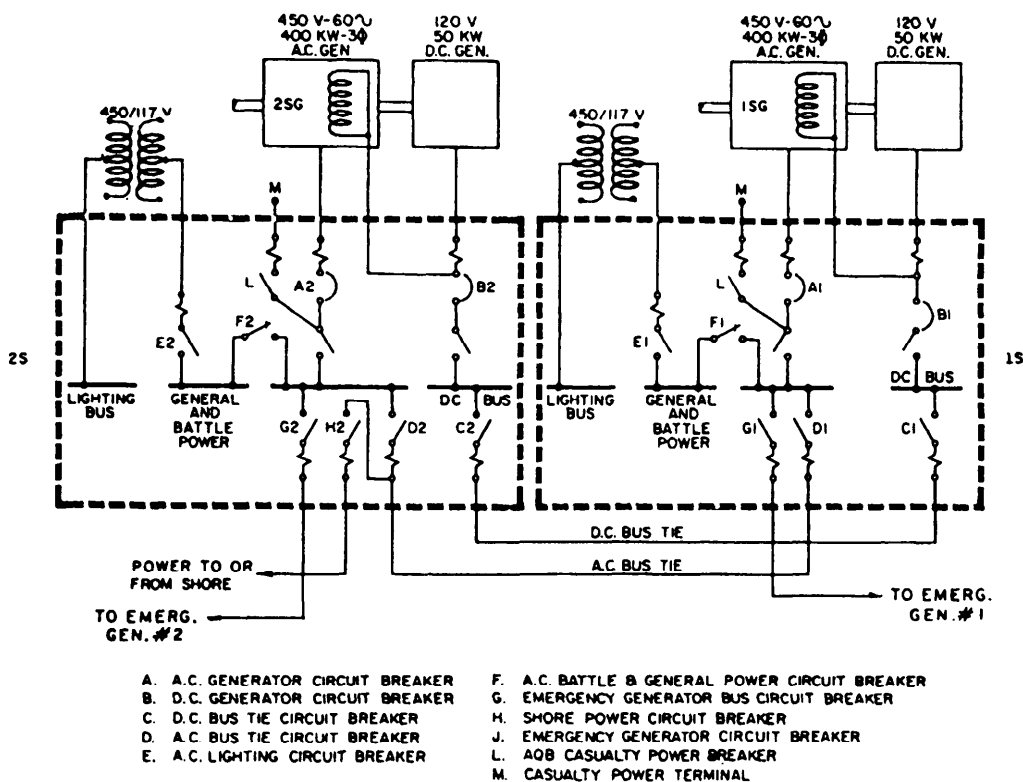 450 V-60∿
400 KW-3ϕ
A.C. GEN
120 V
50 KW
D.C. GEN.
450 V-60∿
400 KW-3ϕ
A.C. GEN.
120 V
50 KW
D.C. GEN.
450/117 V
2SG
450/117 V
1SG
M
M
L
A2
B2
L
A1
B1
E2
F2
E1
F1
2S
1S
LIGHTING
BUS
GENERAL
AND
BATTLE
POWER
DC BUS
LIGHTING
BUS
GENERAL
AND
BATTLE
POWER
DC BUS
G2
H2
D2
C2
G1
D1
C1
D.C. BUS TIE
A.C. BUS TIE
POWER TO OR
FROM SHORE
TO EMERG.
GEN. #2
TO EMERG.
GEN. #1
A. A.C. GENERATOR CIRCUIT BREAKER
B. D.C. GENERATOR CIRCUIT BREAKER
C. D.C. BUS TIE CIRCUIT BREAKER
D. A.C. BUS TIE CIRCUIT BREAKER
E. A.C. LIGHTING CIRCUIT BREAKER
F. A.C. BATTLE & GENERAL POWER CIRCUIT BREAKER
G. EMERGENCY GENERATOR BUS CIRCUIT BREAKER
H. SHORE POWER CIRCUIT BREAKER
J. EMERGENCY GENERATOR CIRCUIT BREAKER
L. AQB CASUALTY POWER BREAKER
M. CASUALTY POWER TERMINAL